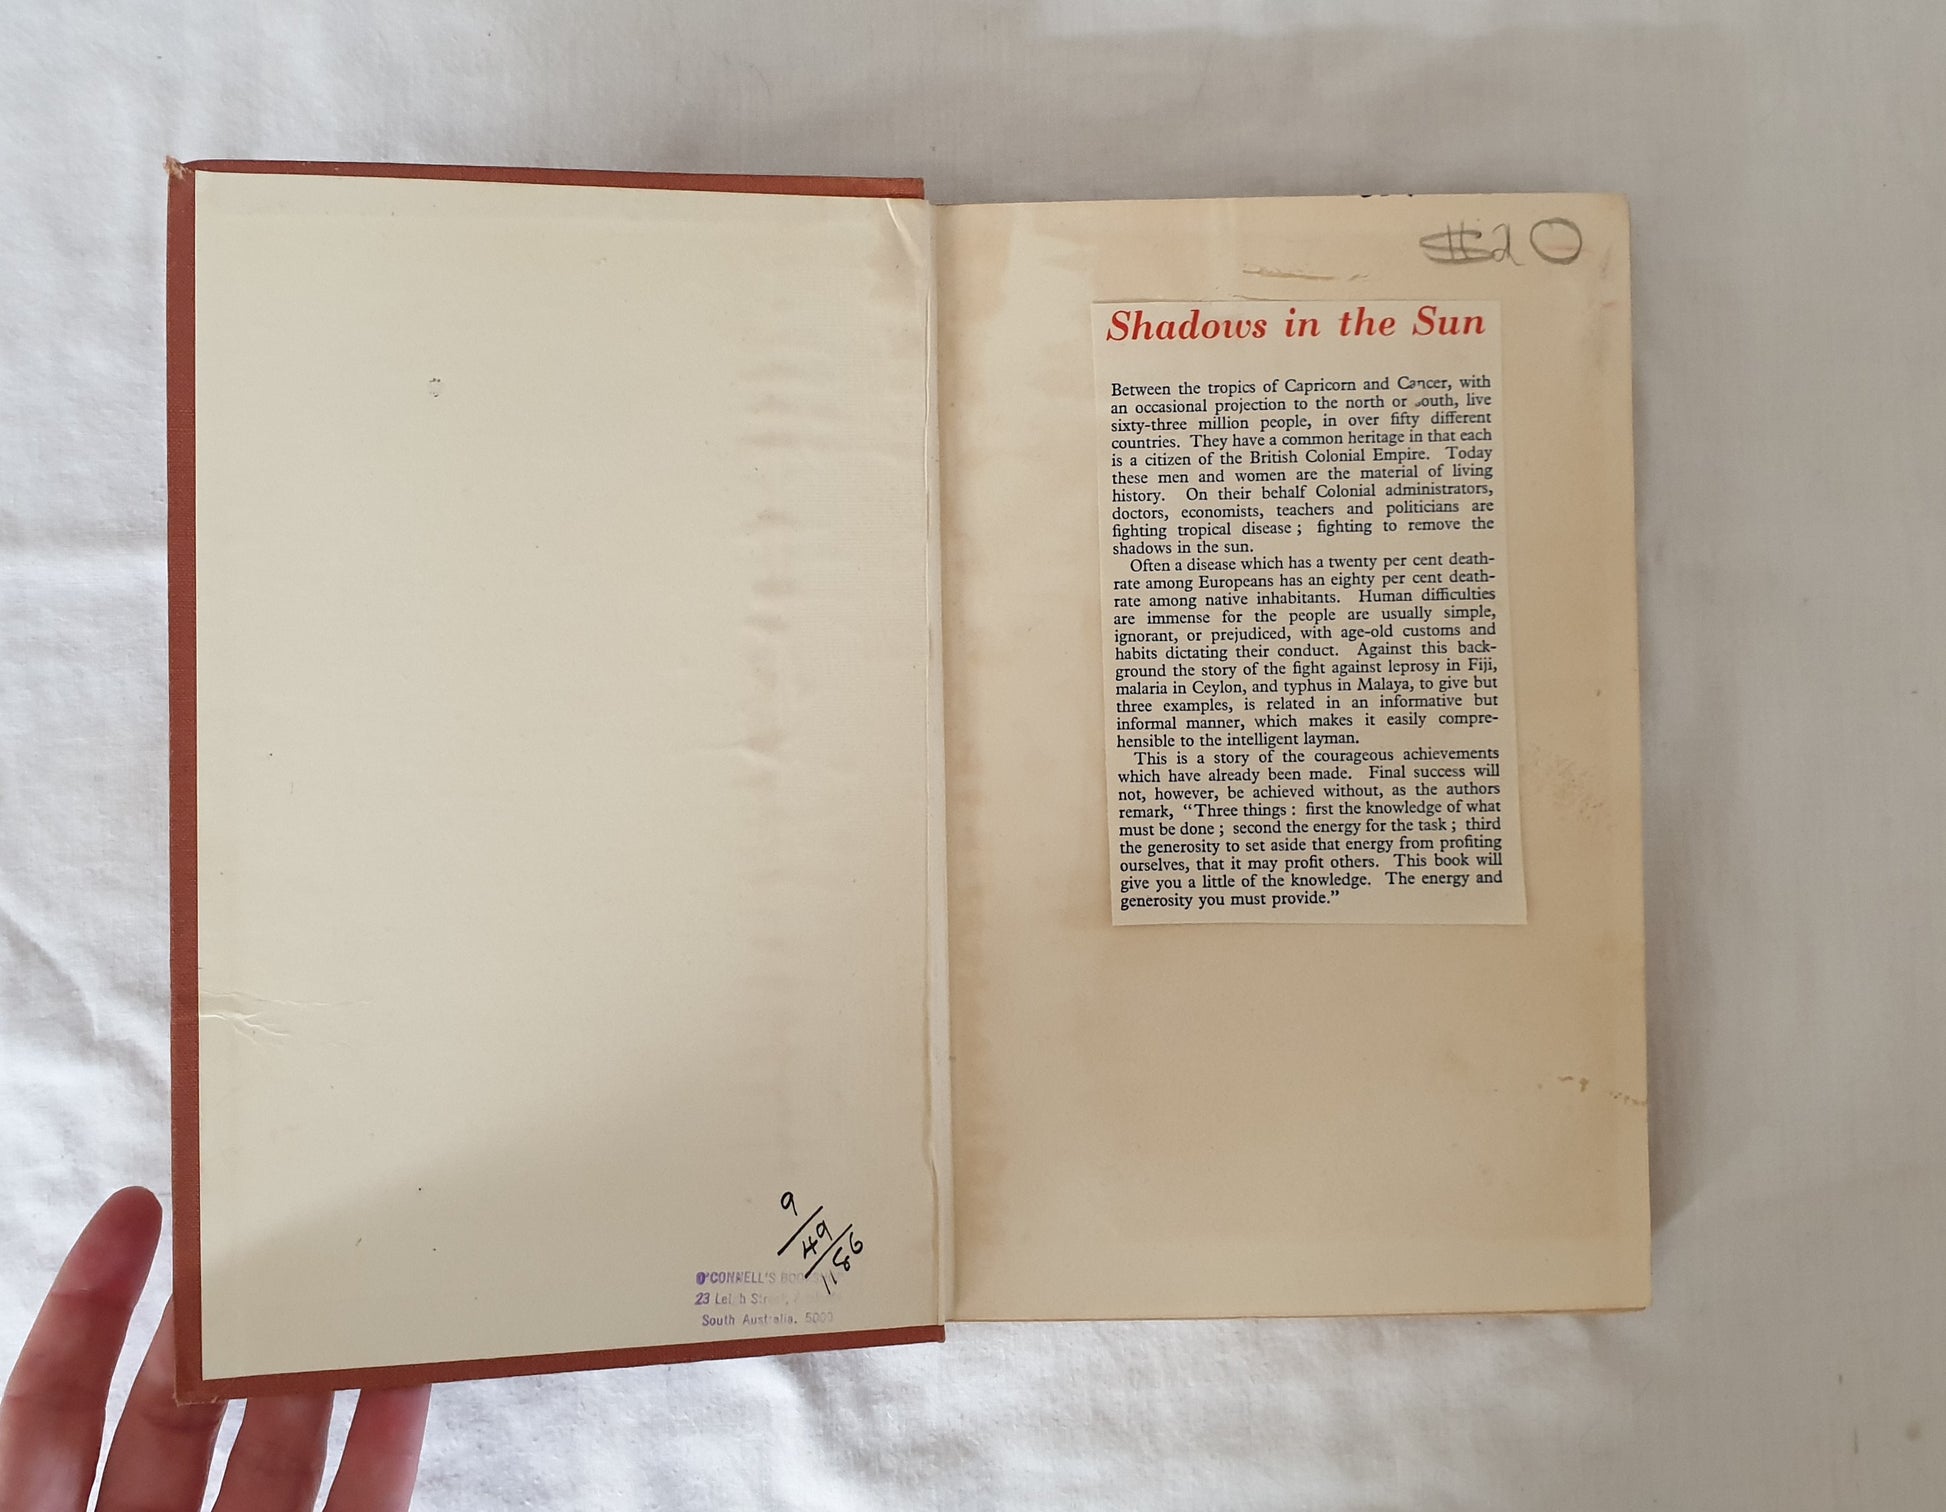 9/49/1186
O'CONNELL'S
23 Leigh
South Australia. 5000
$20
Shadows in the Sun
Between the tropics of Capricorn and Cancer, with
an occasional projection to the north or south, live
sixty-three million people, in over fifty different
countries. They have a common heritage in that each
is a citizen of the British Colonial Empire. Today
these men and women are the material of living
history. On their behalf Colonial administrators,
doctors, economists, teachers and politicians are
fighting tropical disease ; fighting to remove the
shadows in the sun.
Often a disease which has a twenty per cent death-
rate among Europeans has an eighty per cent death-
rate among native inhabitants. Human difficulties
are immense for the people are usually simple,
ignorant, or prejudiced, with age-old customs and
habits dictating their conduct. Against this back-
ground the story of the fight against leprosy in Fiji,
malaria in Ceylon, and typhus in Malaya, to give but
three examples, is related in an informative but
informal manner, which makes it easily compre-
hensible to the intelligent layman.
This is a story of the courageous achievements
which have already been made. Final success will
not, however, be achieved without, as the authors
remark, “Three things : first the knowledge of what
must be done ; second the energy for the task ; third
the generosity to set aside that energy from profiting
ourselves, that it may profit others. This book will
give you a little of the knowledge. The energy and
generosity you must provide.”